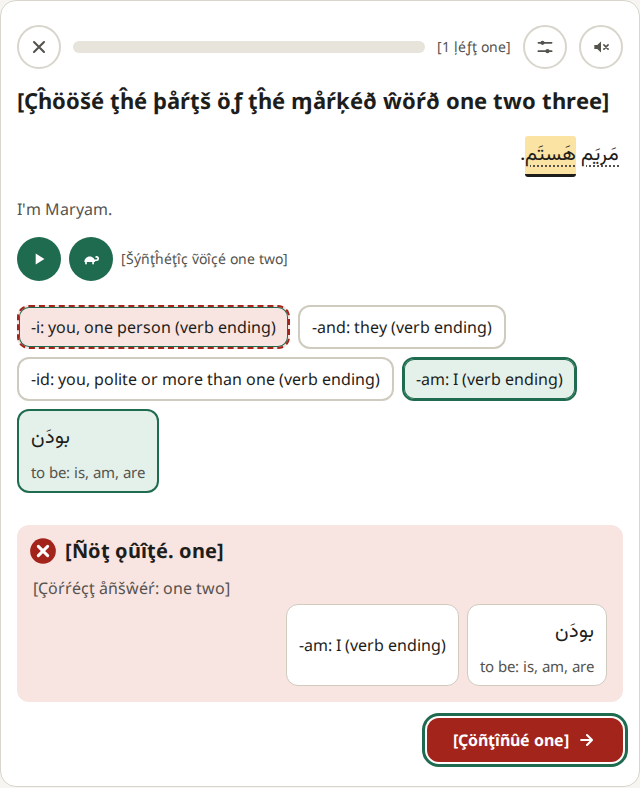 [1 ļéƒţ one]
[Çĥööšé ţĥé þåŕţš öƒ ţĥé ɱåŕķéð ŵöŕð one two three]
مَریَم هَستَم.
I'm Maryam.
[Šýñţĥéţîç ṽöîçé one two]
-i: you, one person (verb ending)
-and: they (verb ending)
-id: you, polite or more than one (verb ending)
-am: I (verb ending)
بودَن
to be: is, am, are
[Ñöţ ǫûîţé. one]
[Çöŕŕéçţ åñšŵéŕ: one two]
بودَن
-am: I (verb ending)
to be: is, am, are
[Çöñţîñûé one]